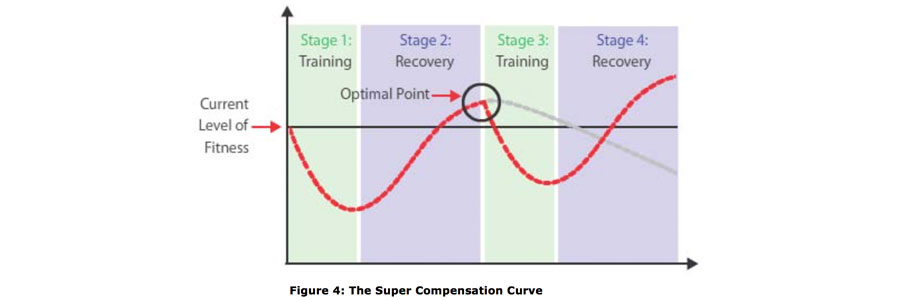 Stage 1:
Training
Stage 2:
Recovery
Stage 3:
Training
Stage 4:
Recovery
Optimal Point
Current
Level of
Fitness
Figure 4: The Super Compensation Curve